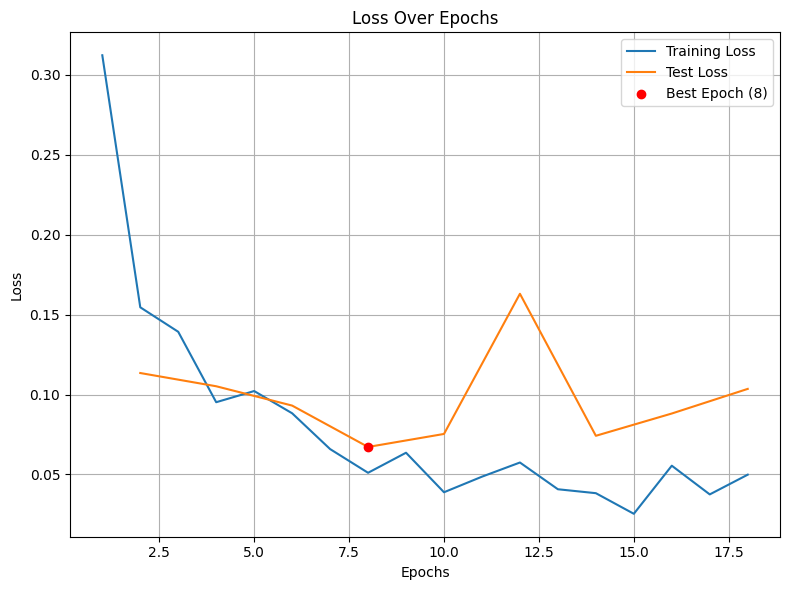 Loss Over Epochs
Training Loss
Test Loss
Best Epoch (8)
Loss
0.30
0.25
0.20
0.15
0.10
0.05
2.5 5.0 7.5 10.0 12.5 15.0 17.5
Epochs